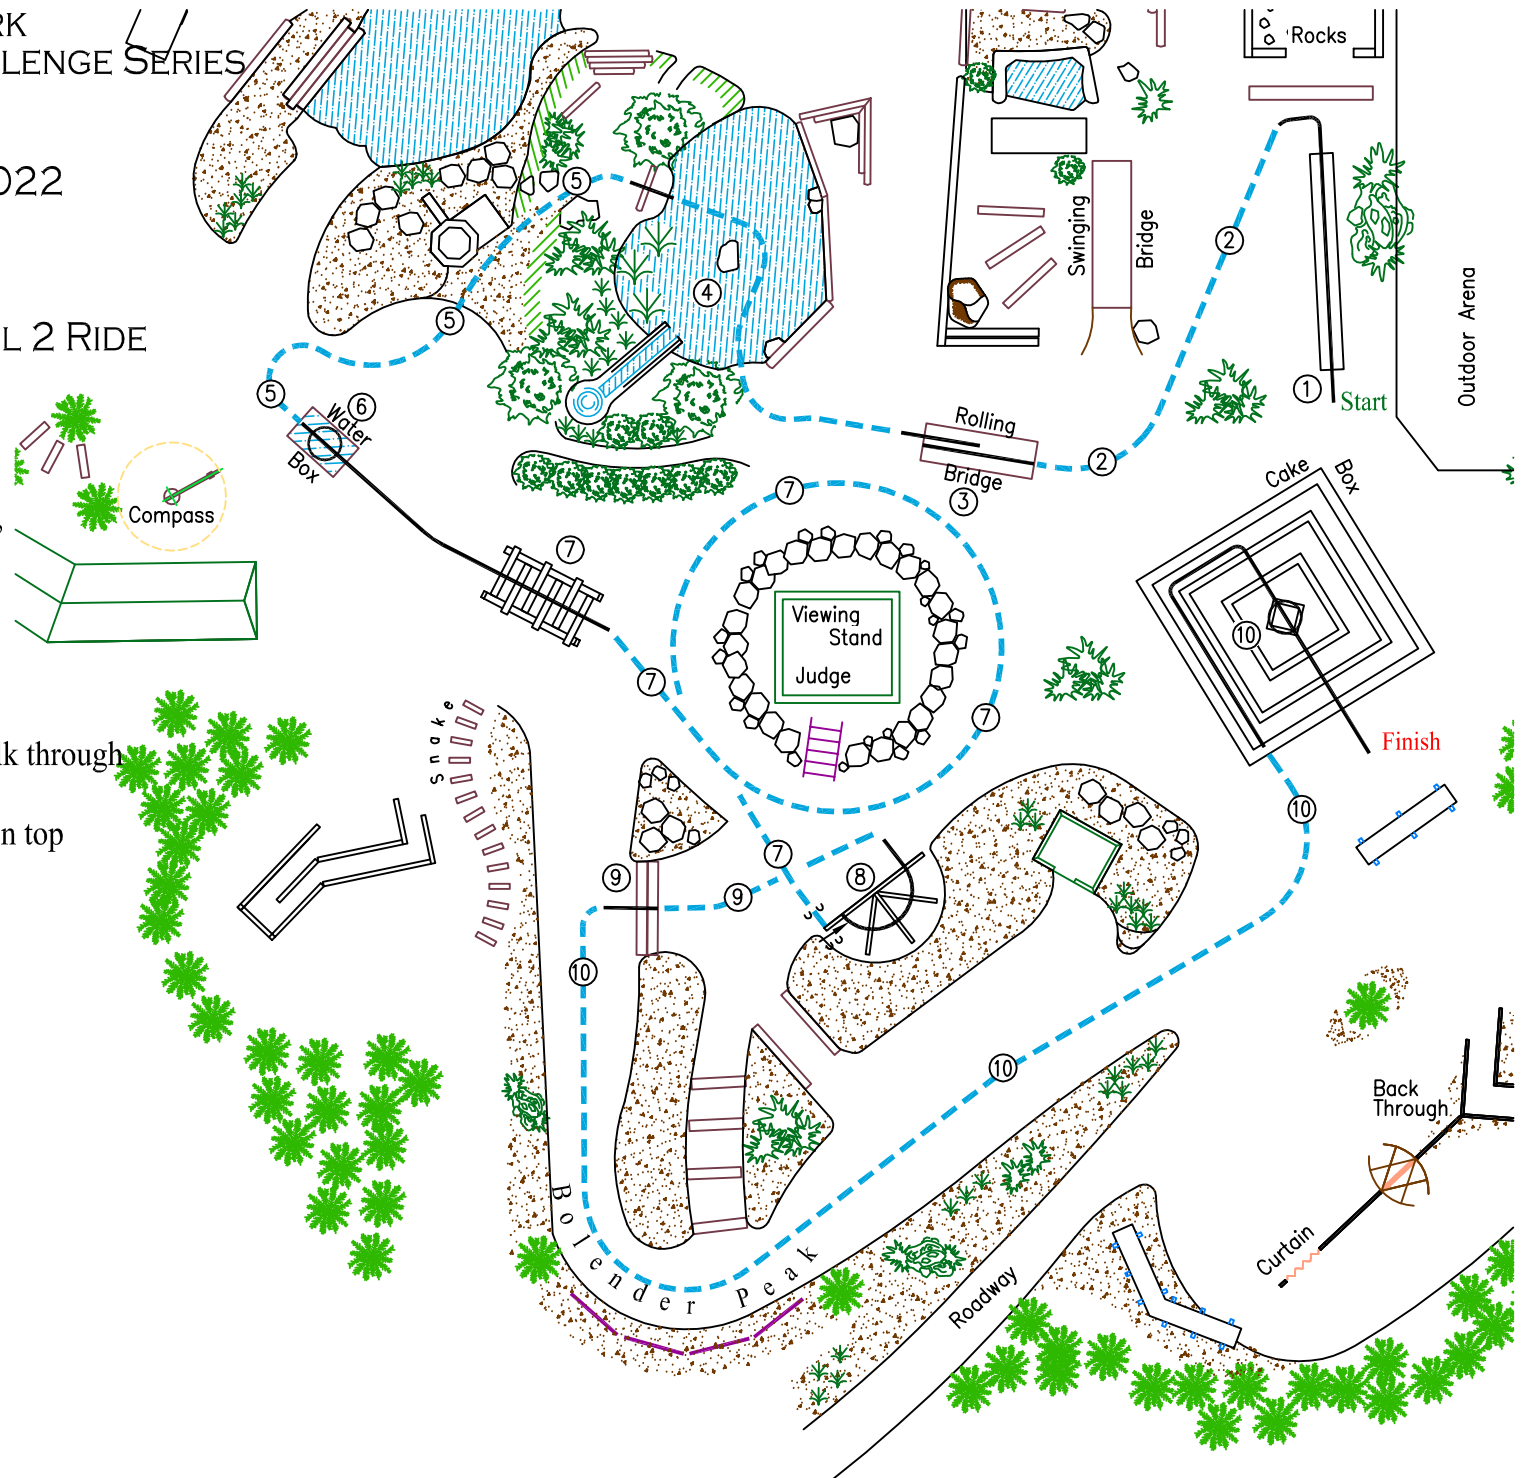 RK
LLENGE SERIES
022
L 2 RIDE
lk through
n top
Rocks
Swinging
Bridge
Outdoor Arena
5
4
2
5
1
Start
5
6
Water
Box
Rolling
Bridge
2
3
Cake
Box
7
Compass
7
Viewing
Stand
Judge
10
7
7
Finish
Snake
10
7
8
9
9
10
10
Back
Through
Bolender Peak
Curtain
Roadway